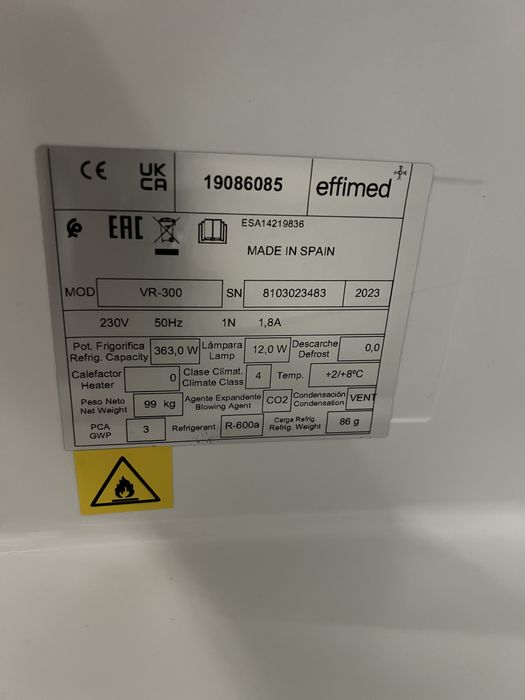 CE UK CA 19086085 effimed
EAC ESA14219836
MADE IN SPAIN
MOD VR-300 SN 8103023483 2023
230V 50Hz 1N 1,8A
Pot. Frigorífica Refrig. Capacity 363,0 W Lámpara Lamp 12,0 W Descarche Defrost 0,0
Calefactor Heater 0 Clase Climat. Climate Class 4 Temp. +2/+8ºC
Peso Neto Net Weight 99 kg Agente Expandente Blowing Agent CO2 Condensación Condensation VENT
PCA GWP 3 Refrigerant R-600a Carga Refrig. Refrig. Weight 86 g